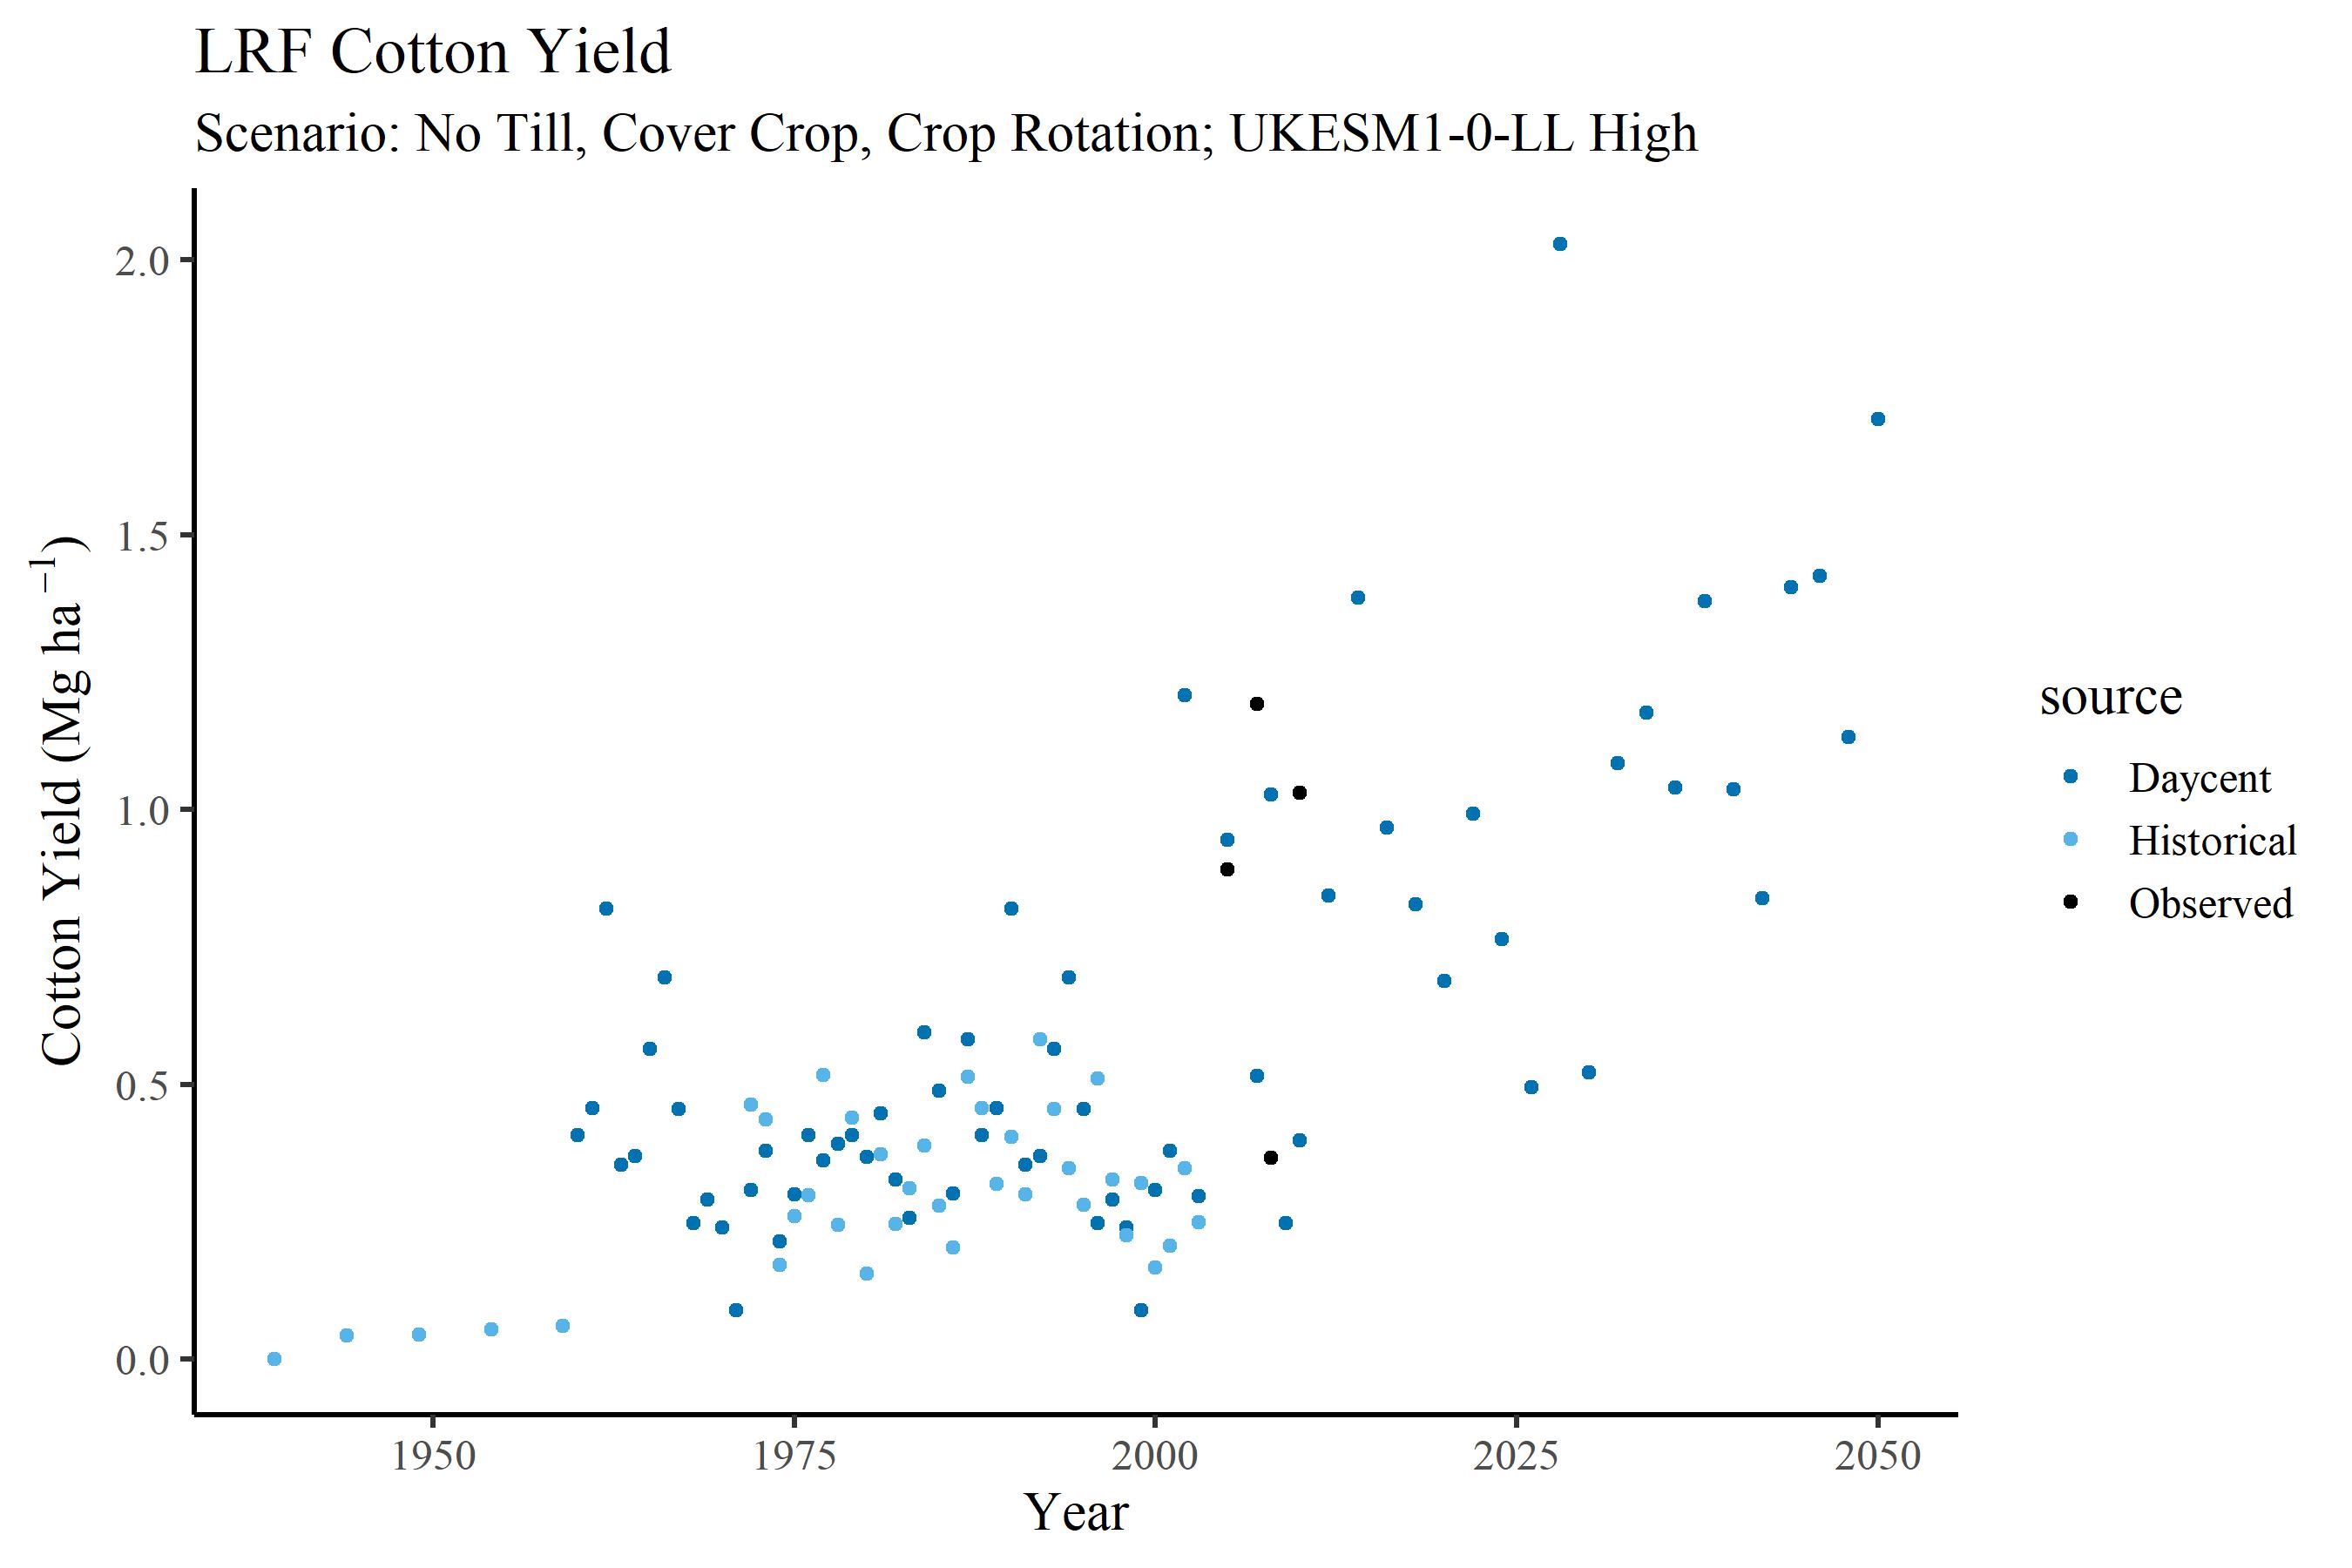 LRF Cotton Yield
Scenario: No Till, Cover Crop, Crop Rotation; UKESM1-0-LL High
Cotton Yield (Mg ha⁻¹)
2.0
1.5
1.0
0.5
0.0
1950 1975 2000 2025 2050
Year
source
Daycent
Historical
Observed